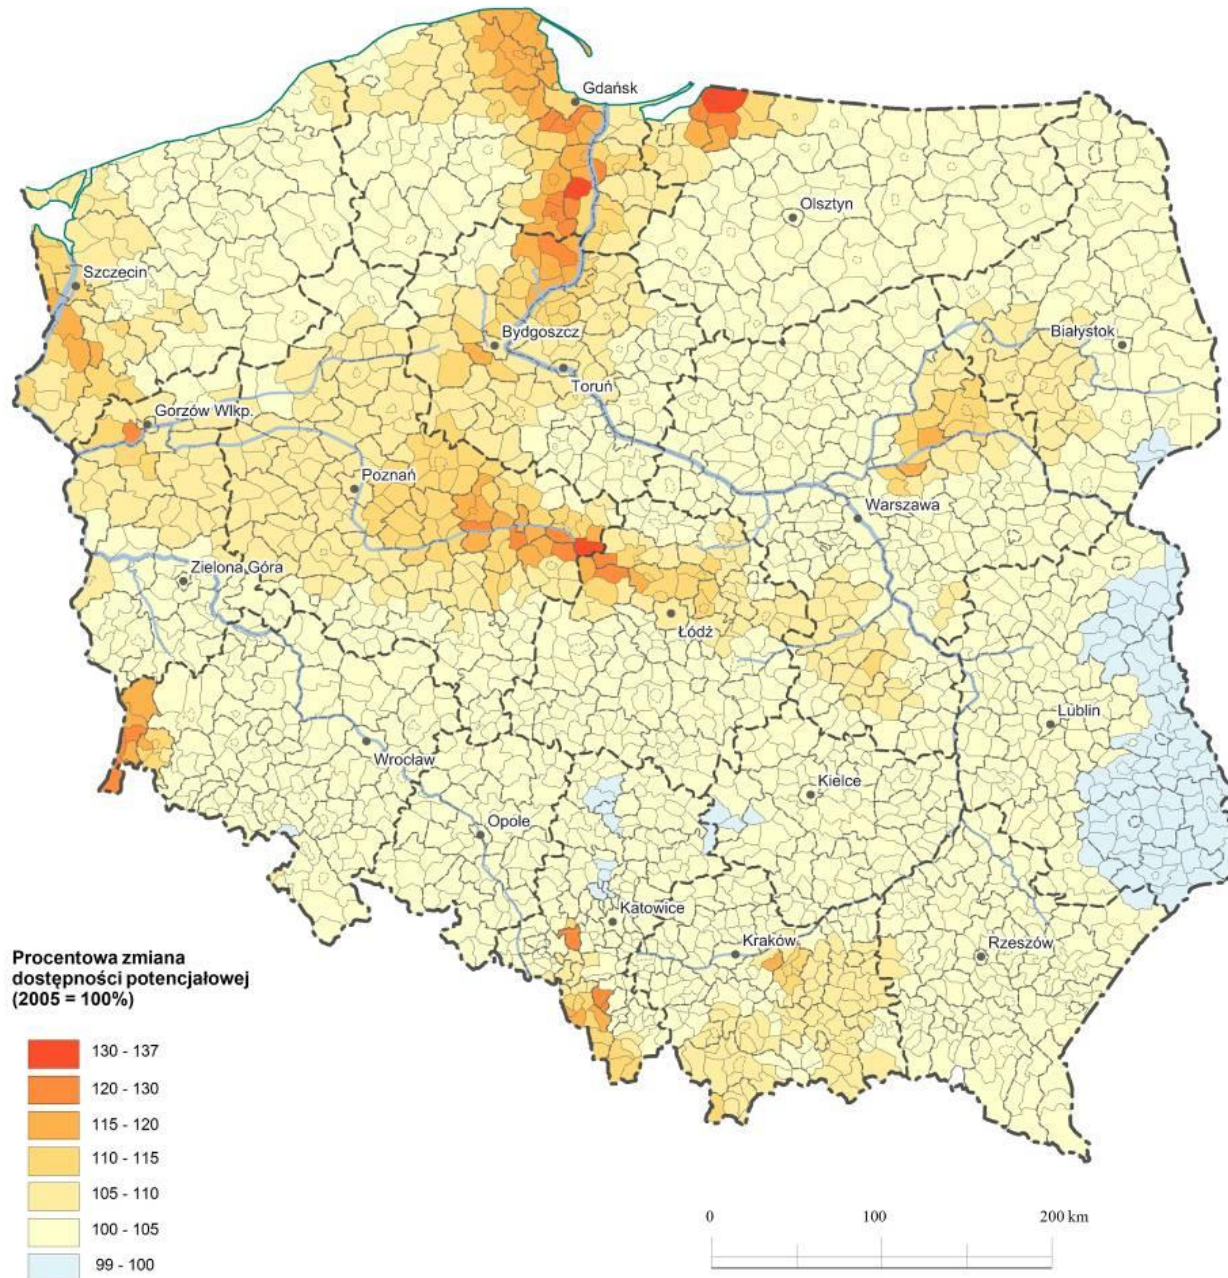 Gdańsk
Olsztyn
Szczecin
Bydgoszcz
Białystok
Toruń
Gorzów Wlkp.
Poznań
Warszawa
Zielona Góra
Łódź
Lublin
Wrocław
Kielce
Opole
Katowice
Kraków
Rzeszów
Procentowa zmiana
dostępności potencjałowej
(2005 = 100%)
130 - 137
120 - 130
115 - 120
110 - 115
105 - 110
100 - 105
99 - 100
0 100 200 km